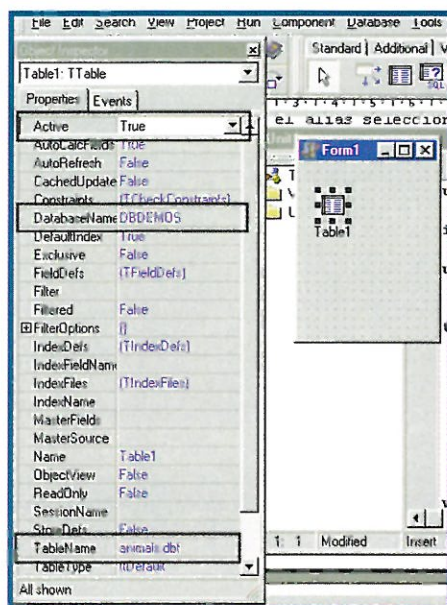 File Edit Search View Project Run Component Database Tools
Object Inspector
Standard Additional
Table1: TTable
Properties Events
Active True
AutoCalcFields True
AutoRefresh False
CachedUpdate False
Constraints (TCheckConstraints)
DatabaseName DBDEMOS
DefaultIndex True
Exclusive False
FieldDefs (TFieldDefs)
Filter
Filtered False
FilterOptions []
IndexDefs (TIndexDefs)
IndexFieldName
IndexFiles (TIndexFiles)
IndexName
MasterFields
MasterSource
Name Table1
ObjectView False
ReadOnly False
SessionName
StoreDefs False
TableName animals.dbf
TableType ttDefault
All shown
SQL
el alias seleccion
Form1
Table1
1: 1 Modified Insert